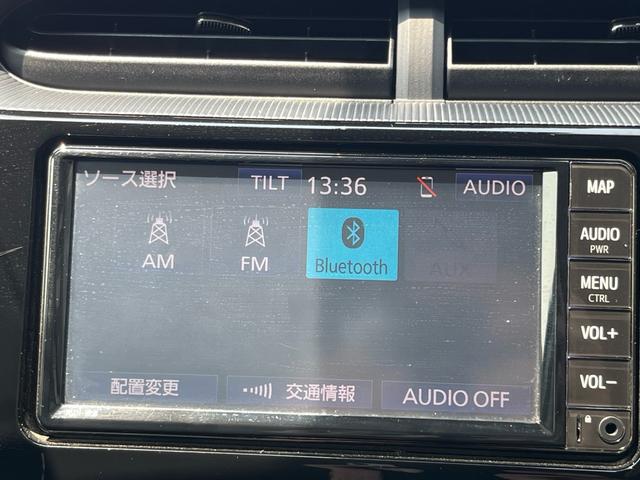 ソース選択 TILT 13:36 AUDIO
AM FM Bluetooth AUX
配置変更 交通情報 AUDIO OFF
MAP
AUDIO
PWR
MENU
CTRL
VOL+
VOL-